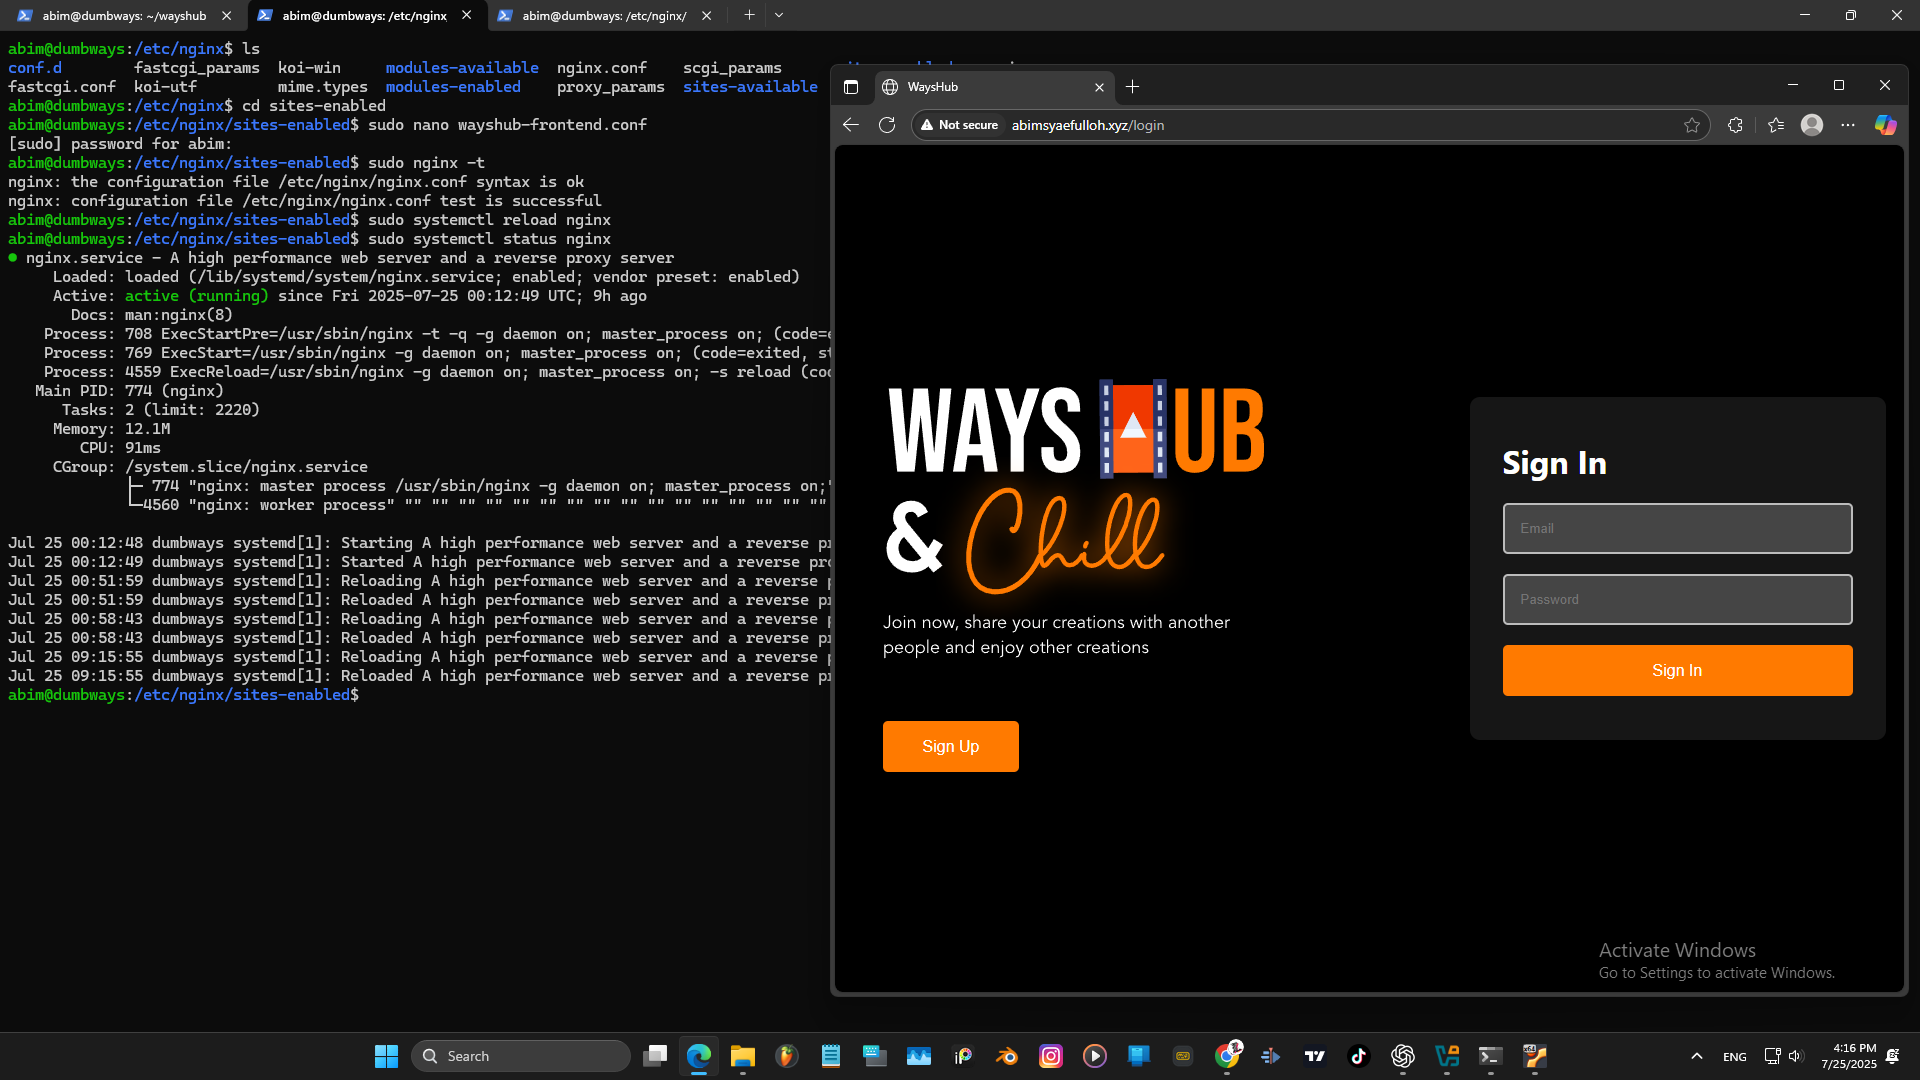 abim@dumbways: ~/wayshub
abim@dumbways: /etc/nginx
abim@dumbways: /etc/nginx/
abim@dumbways:/etc/nginx$ ls
conf.d fastcgi_params koi-win modules-available nginx.conf scgi_params
fastcgi.conf koi-utf mime.types modules-enabled proxy_params sites-available
abim@dumbways:/etc/nginx$ cd sites-enabled
abim@dumbways:/etc/nginx/sites-enabled$ sudo nano wayshub-frontend.conf
[sudo] password for abim:
abim@dumbways:/etc/nginx/sites-enabled$ sudo nginx -t
nginx: the configuration file /etc/nginx/nginx.conf syntax is ok
nginx: configuration file /etc/nginx/nginx.conf test is successful
abim@dumbways:/etc/nginx/sites-enabled$ sudo systemctl reload nginx
abim@dumbways:/etc/nginx/sites-enabled$ sudo systemctl status nginx
● nginx.service - A high performance web server and a reverse proxy server
Loaded: loaded (/lib/systemd/system/nginx.service; enabled; vendor preset: enabled)
Active: active (running) since Fri 2025-07-25 00:12:49 UTC; 9h ago
Docs: man:nginx(8)
Process: 708 ExecStartPre=/usr/sbin/nginx -t -q -g daemon on; master_process on; (code=
Process: 769 ExecStart=/usr/sbin/nginx -g daemon on; master_process on; (code=exited,
Process: 4559 ExecReload=/usr/sbin/nginx -g daemon on; master_process on; -s reload
Main PID: 774 (nginx)
Tasks: 2 (limit: 2220)
Memory: 12.1M
CPU: 91ms
CGroup: /system.slice/nginx.service
├─ 774 "nginx: master process /usr/sbin/nginx -g daemon on; master_process on;"
└─4560 "nginx: worker process" "" "" "" "" "" "" "" "" "" "" "" "" "" "" "" ""
Jul 25 00:12:48 dumbways systemd[1]: Starting A high performance web server and a reverse
Jul 25 00:12:49 dumbways systemd[1]: Started A high performance web server and a reverse
Jul 25 00:51:59 dumbways systemd[1]: Reloading A high performance web server and a reverse
Jul 25 00:51:59 dumbways systemd[1]: Reloaded A high performance web server and a reverse
Jul 25 00:58:43 dumbways systemd[1]: Reloading A high performance web server and a reverse
Jul 25 00:58:43 dumbways systemd[1]: Reloaded A high performance web server and a reverse
Jul 25 09:15:55 dumbways systemd[1]: Reloading A high performance web server and a reverse
Jul 25 09:15:55 dumbways systemd[1]: Reloaded A high performance web server and a reverse
abim@dumbways:/etc/nginx/sites-enabled$
WaysHub
Not secure abimsyaefulloh.xyz/login
WAYS HUB
& Chill
Join now, share your creations with another
people and enjoy other creations
Sign Up
Sign In
Email
Password
Sign In
Activate Windows
Go to Settings to activate Windows.
Search
ENG
4:16 PM
7/25/2025